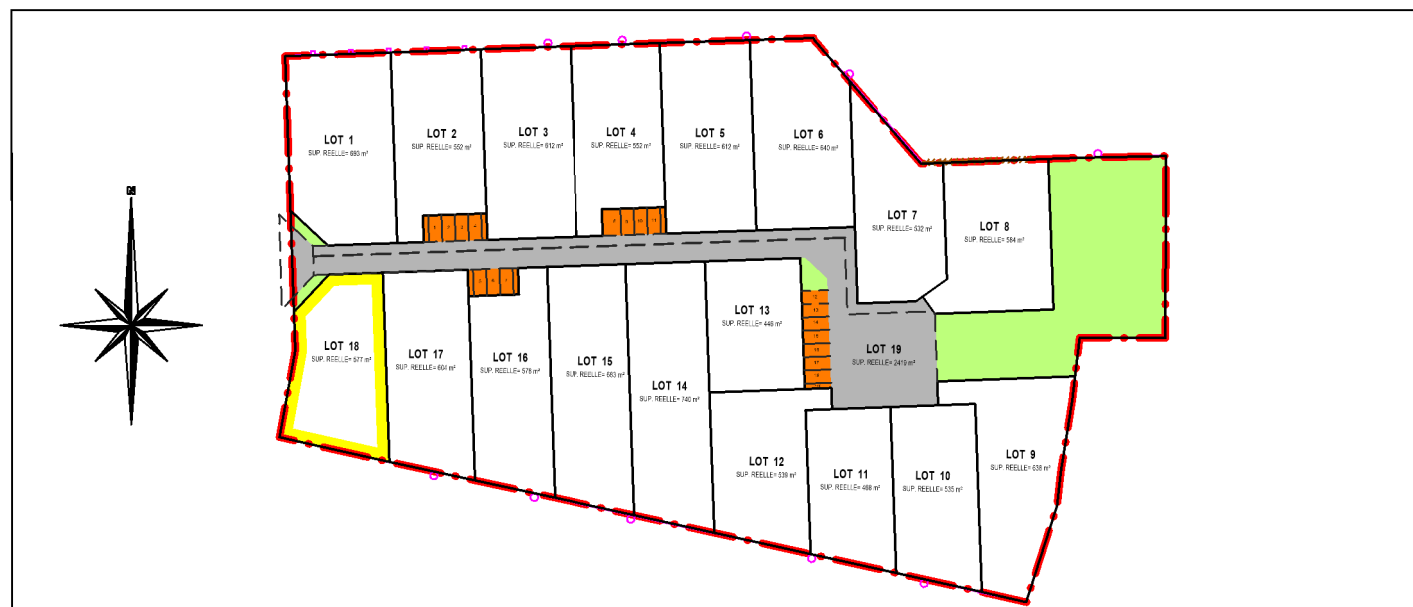 LOT 1
SUP. REELLE= 693 m²
LOT 2
SUP. REELLE= 552 m²
LOT 3
SUP. REELLE= 612 m²
LOT 4
SUP. REELLE= 552 m²
LOT 5
SUP. REELLE= 612 m²
LOT 6
SUP. REELLE= 640 m²
LOT 7
SUP. REELLE= 532 m²
LOT 8
SUP. REELLE= 584 m²
LOT 13
SUP. REELLE= 446 m²
LOT 18
SUP. REELLE= 577 m²
LOT 17
SUP. REELLE= 604 m²
LOT 16
SUP. REELLE= 578 m²
LOT 15
SUP. REELLE= 663 m²
LOT 14
SUP. REELLE= 740 m²
LOT 19
SUP. REELLE= 2419 m²
LOT 12
SUP. REELLE= 539 m²
LOT 11
SUP. REELLE= 468 m²
LOT 10
SUP. REELLE= 535 m²
LOT 9
SUP. REELLE= 638 m²